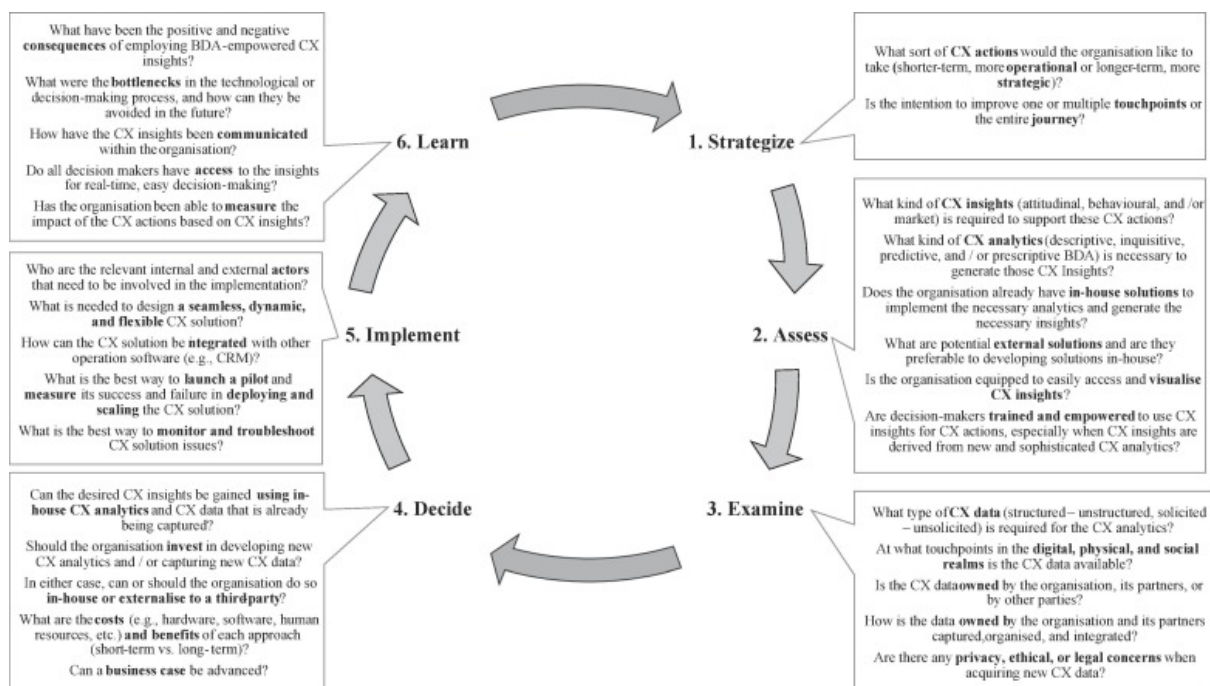 What have been the positive and negative
consequences of employing BDA-empowered CX
insights?
What were the bottlenecks in the technological or
decision-making process, and how can they be
avoided in the future?
How have the CX insights been communicated
within the organisation?
Do all decision makers have access to the insights
for real-time, easy decision-making?
Has the organisation been able to measure the
impact of the CX actions based on CX insights?
6. Learn
1. Strategize
What sort of CX actions would the organisation like to
take (shorter-term, more operational or longer-term, more
strategic)?
Is the intention to improve one or multiple touchpoints or
the entire journey?
What kind of CX insights (attitudinal, behavioural, and /or
market) is required to support these CX actions?
What kind of CX analytics (descriptive, inquisitive,
predictive, and / or prescriptive BDA) is necessary to
generate those CX Insights?
Does the organisation already have in-house solutions to
implement the necessary analytics and generate the
necessary insights?
What are potential external solutions and are they
preferable to developing solutions in-house?
Is the organisation equipped to easily access and visualise
CX insights?
Are decision-makers trained and empowered to use CX
insights for CX actions, especially when CX insights are
derived from new and sophisticated CX analytics?
2. Assess
Who are the relevant internal and external actors
that need to be involved in the implementation?
What is needed to design a seamless, dynamic,
and flexible CX solution?
How can the CX solution be integrated with other
operation software (e.g., CRM)?
What is the best way to launch a pilot and
measure its success and failure in deploying and
scaling the CX solution?
What is the best way to monitor and troubleshoot
CX solution issues?
5. Implement
Can the desired CX insights be gained using in-
house CX analytics and CX data that is already
being captured?
Should the organisation invest in developing new
CX analytics and / or capturing new CX data?
In either case, can or should the organisation do so
in-house or externalise to a third-party?
What are the costs (e.g., hardware, software, human
resources, etc.) and benefits of each approach
(short-term vs. long-term)?
Can a business case be advanced?
4. Decide
3. Examine
What type of CX data (structured – unstructured, solicited
– unsolicited) is required for the CX analytics?
At what touchpoints in the digital, physical, and social
realms is the CX data available?
Is the CX data owned by the organisation, its partners, or
by other parties?
How is the data owned by the organisation and its partners
captured,organised, and integrated?
Are there any privacy, ethical, or legal concerns when
acquiring new CX data?